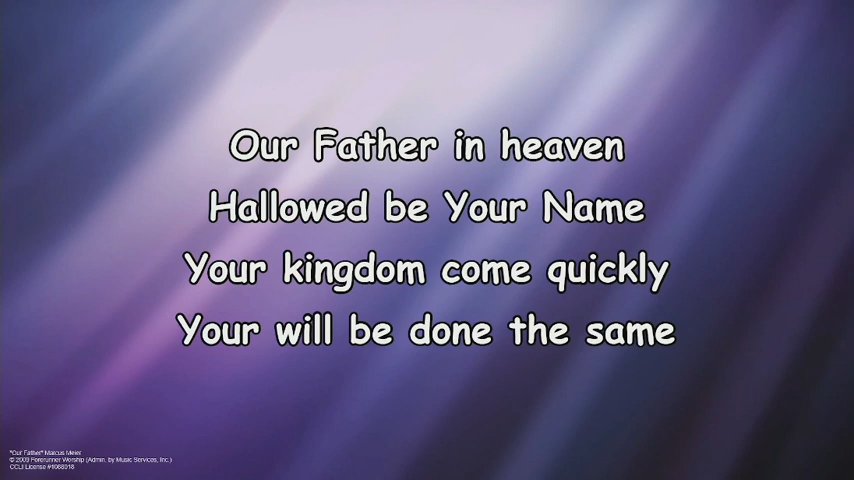 Our Father in heaven
Hallowed be Your Name
Your kingdom come quickly
Your will be done the same
"Our Father" Marcus Meier
© 2009 Forerunner Worship (Admin. by Music Services, Inc.)
CCLI License